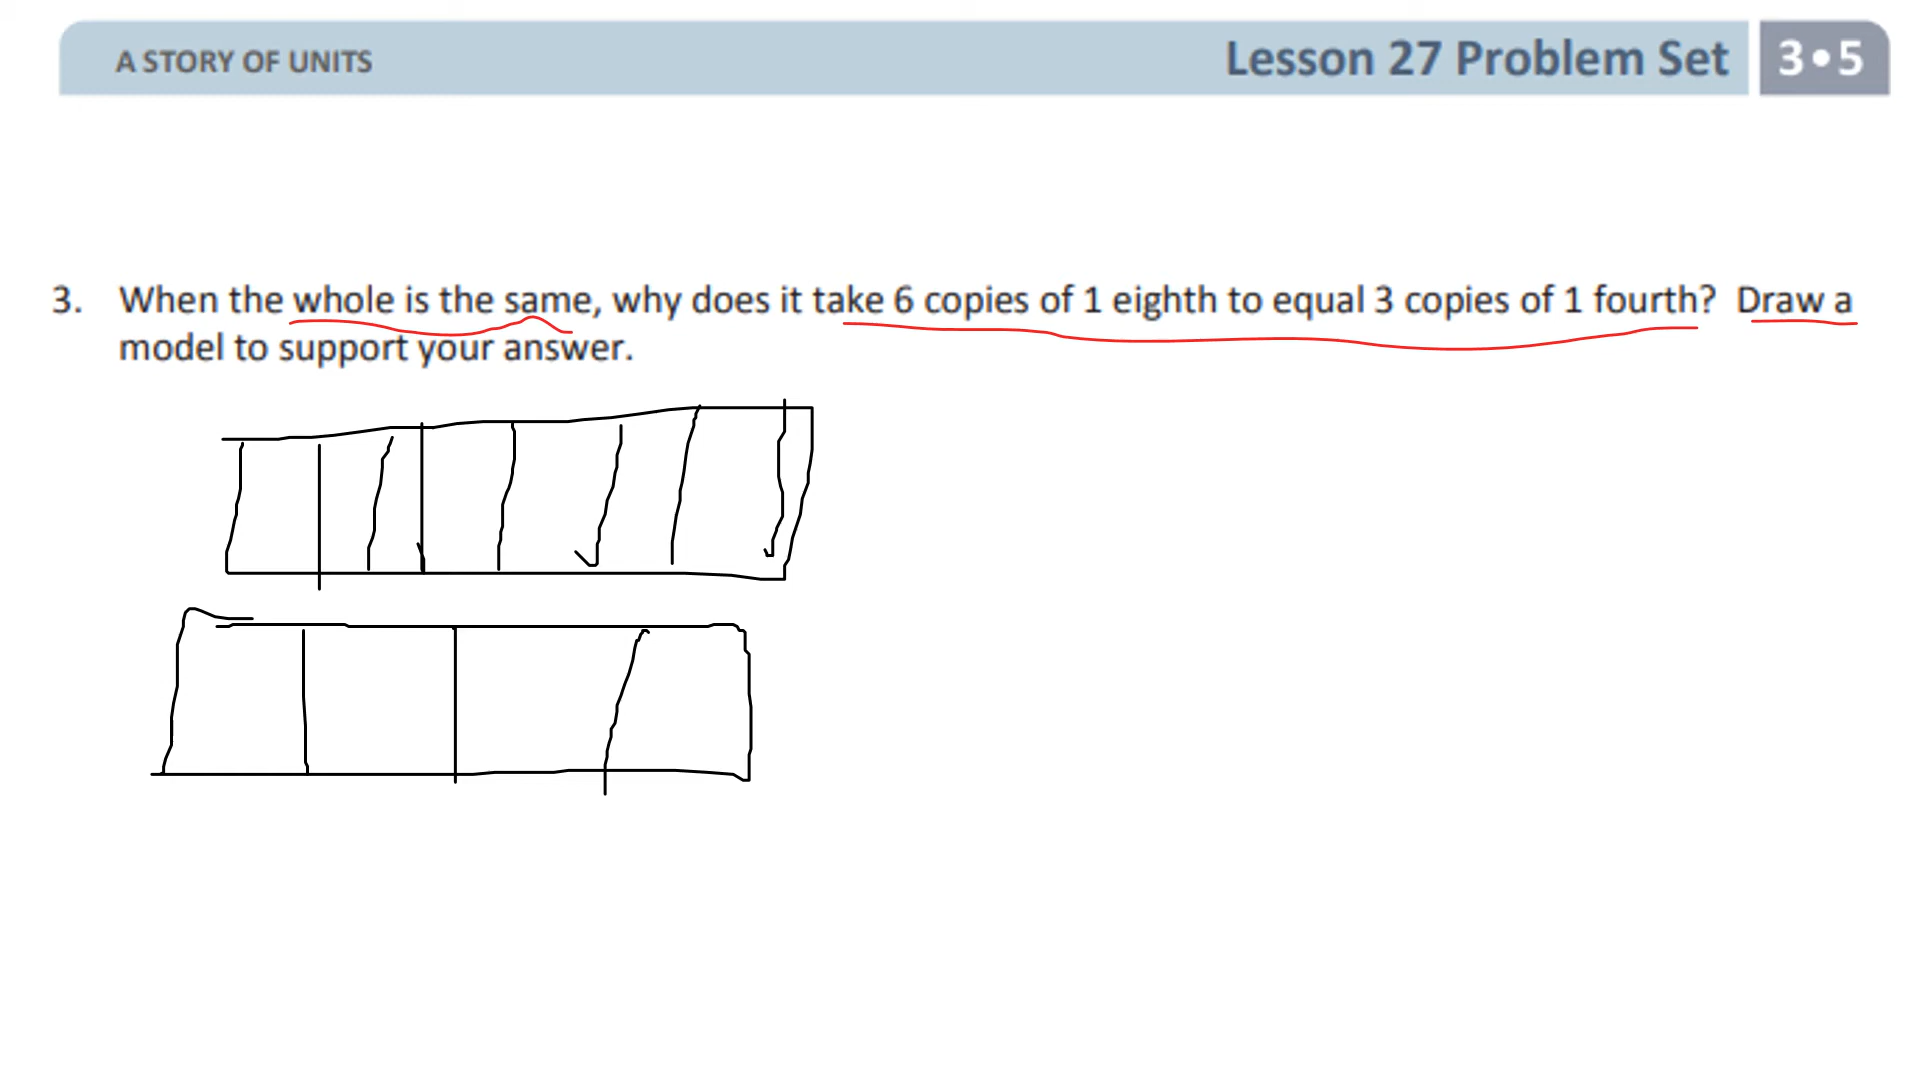 A STORY OF UNITS
Lesson 27 Problem Set
3•5
3. When the whole is the same, why does it take 6 copies of 1 eighth to equal 3 copies of 1 fourth? Draw a
model to support your answer.